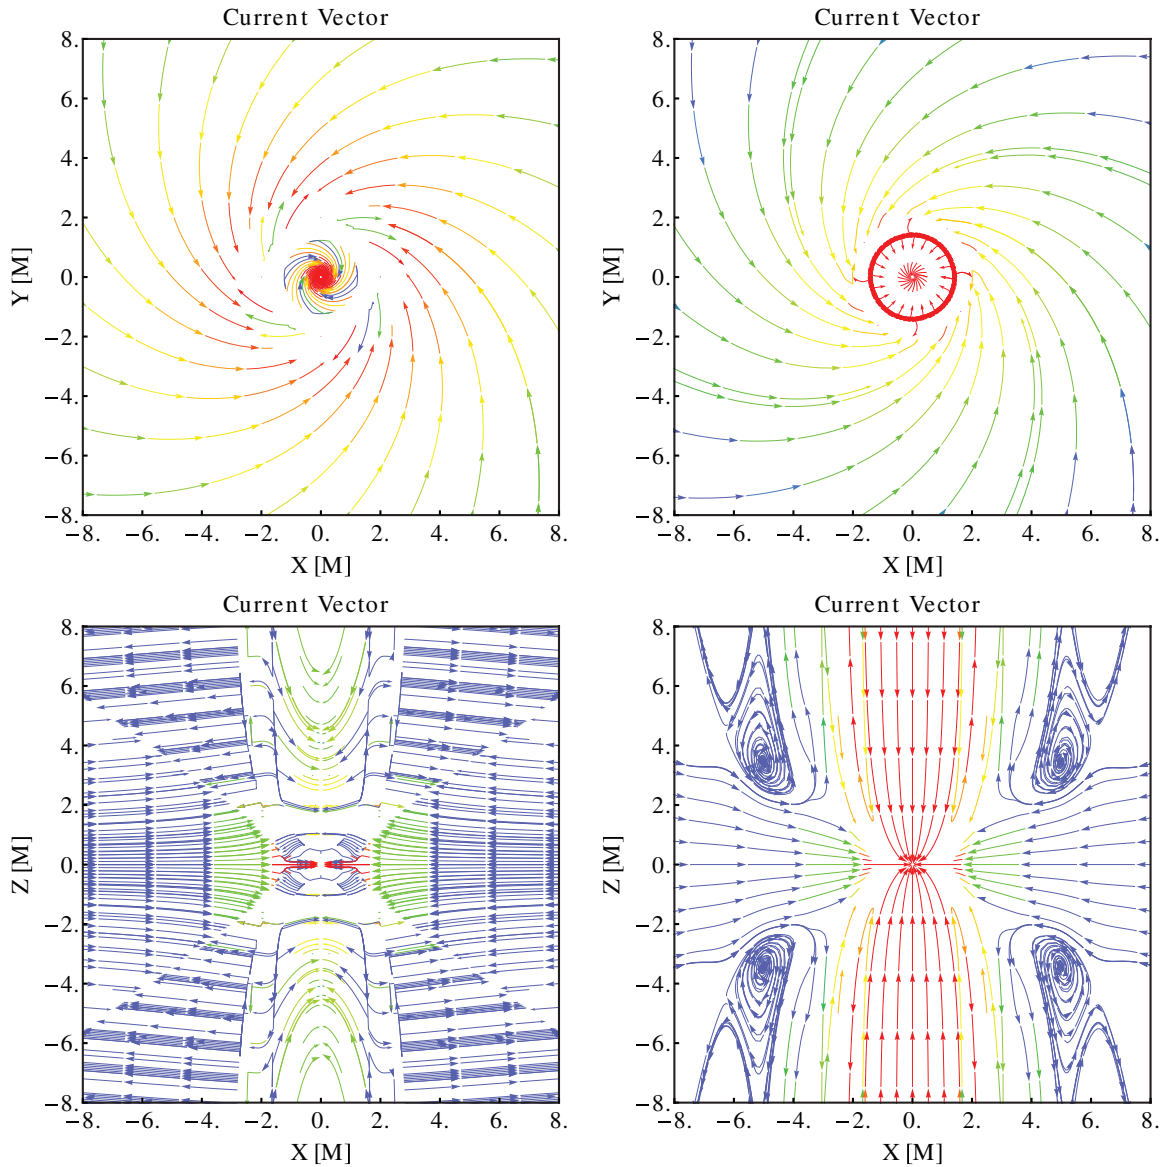 Current Vector
8.
6.
4.
2.
0.
−2.
−4.
−6.
−8.
Y [M]
−8. −6. −4. −2. 0. 2. 4. 6. 8.
X [M]
Current Vector
8.
6.
4.
2.
0.
−2.
−4.
−6.
−8.
Y [M]
−8. −6. −4. −2. 0. 2. 4. 6. 8.
X [M]
Current Vector
8.
6.
4.
2.
0.
−2.
−4.
−6.
−8.
Z [M]
−8. −6. −4. −2. 0. 2. 4. 6. 8.
X [M]
Current Vector
8.
6.
4.
2.
0.
−2.
−4.
−6.
−8.
Z [M]
−8. −6. −4. −2. 0. 2. 4. 6. 8.
X [M]